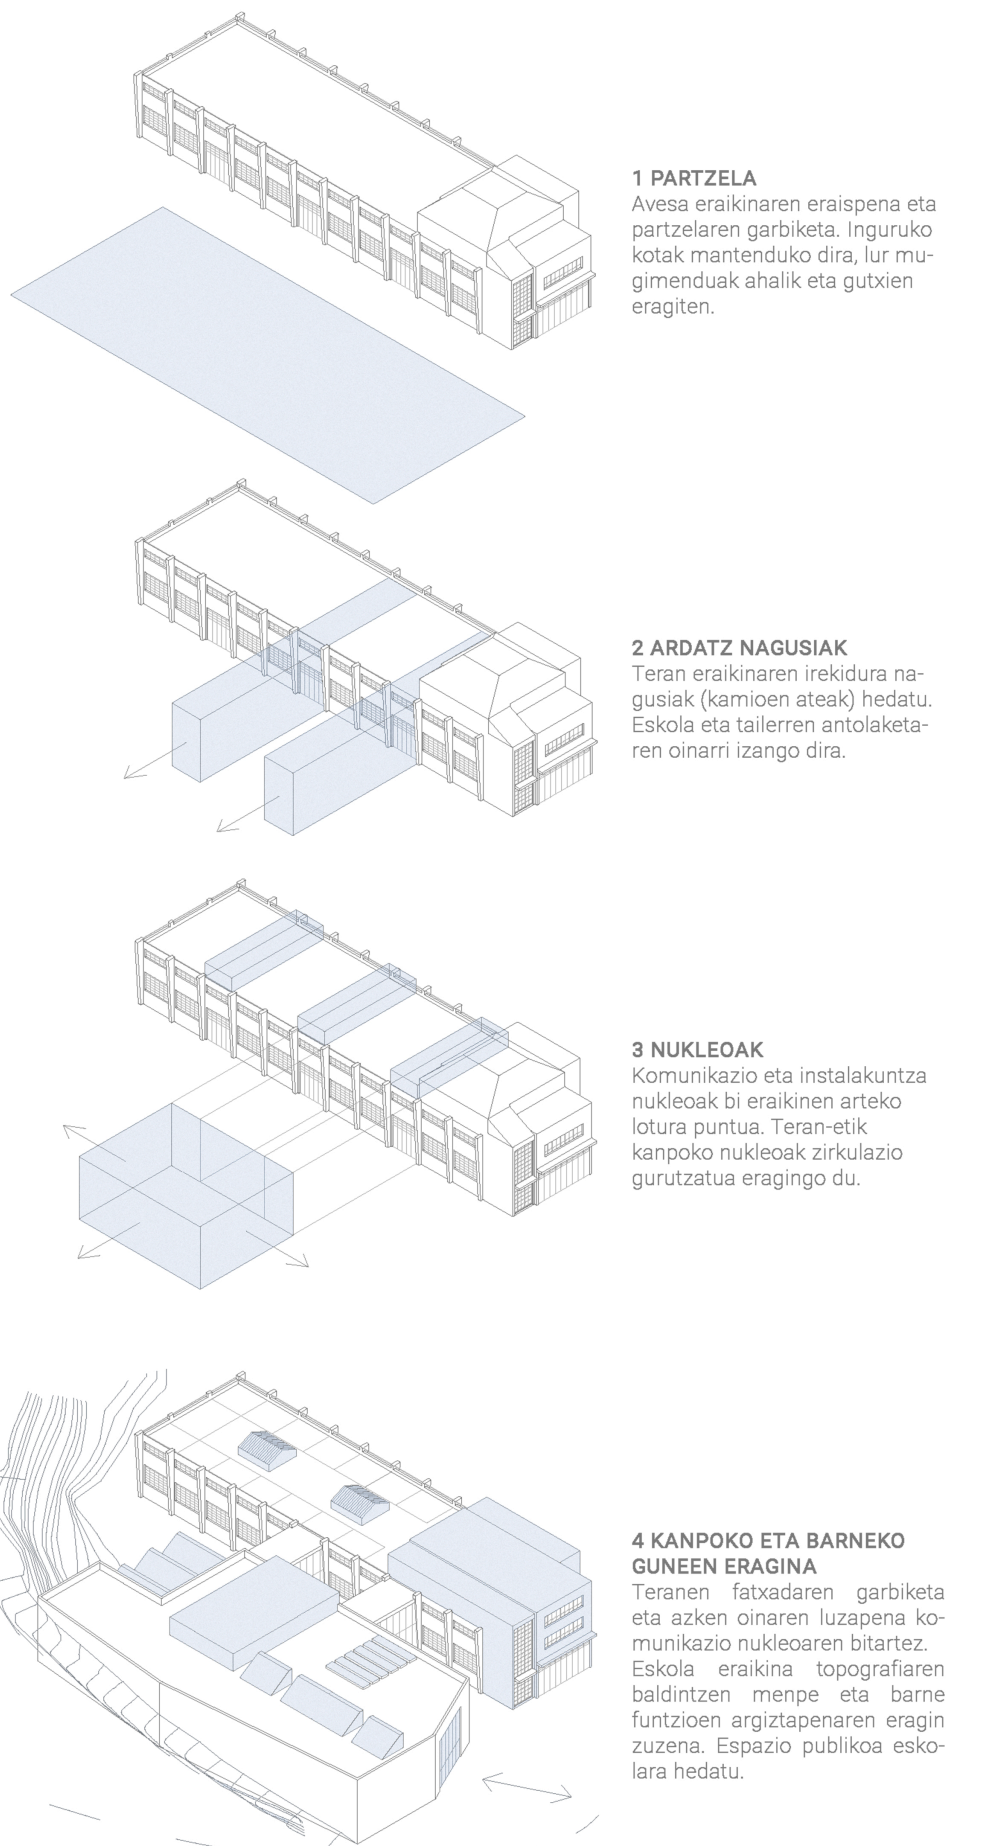 1 PARTZELA
Avesa eraikinaren eraispena eta
partzelaren garbiketa. Inguruko
kotak mantenduko dira, lur mu-
gimenduak ahalik eta gutxien
eragiten.
2 ARDATZ NAGUSIAK
Teran eraikinaren irekidura na-
gusiak (kamioen ateak) hedatu.
Eskola eta tailerren antolaketa-
ren oinarri izango dira.
3 NUKLEOAK
Komunikazio eta instalakuntza
nukleoak bi eraikinen arteko
lotura puntua. Teran-etik
kanpoko nukleoak zirkulazio
gurutzatua eragingo du.
4 KANPOKO ETA BARNEKO
GUNEEN ERAGINA
Teranen fatxadaren garbiketa
eta azken oinaren luzapena ko-
munikazio nukleoaren bitartez.
Eskola eraikina topografiaren
baldintzen menpe eta barne
funtzioen argiztapenaren eragin
zuzena. Espazio publikoa esko-
lara hedatu.